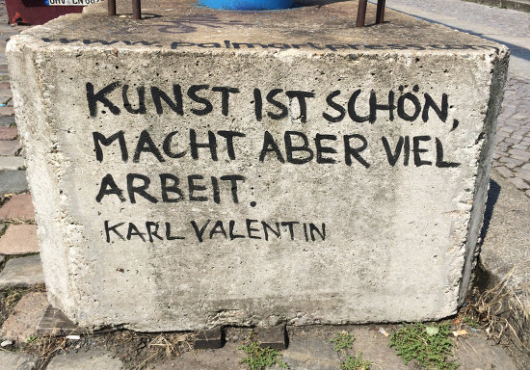 KUNST IST SCHÖN,
MACHT ABER VIEL
ARBEIT.
KARL VALENTIN